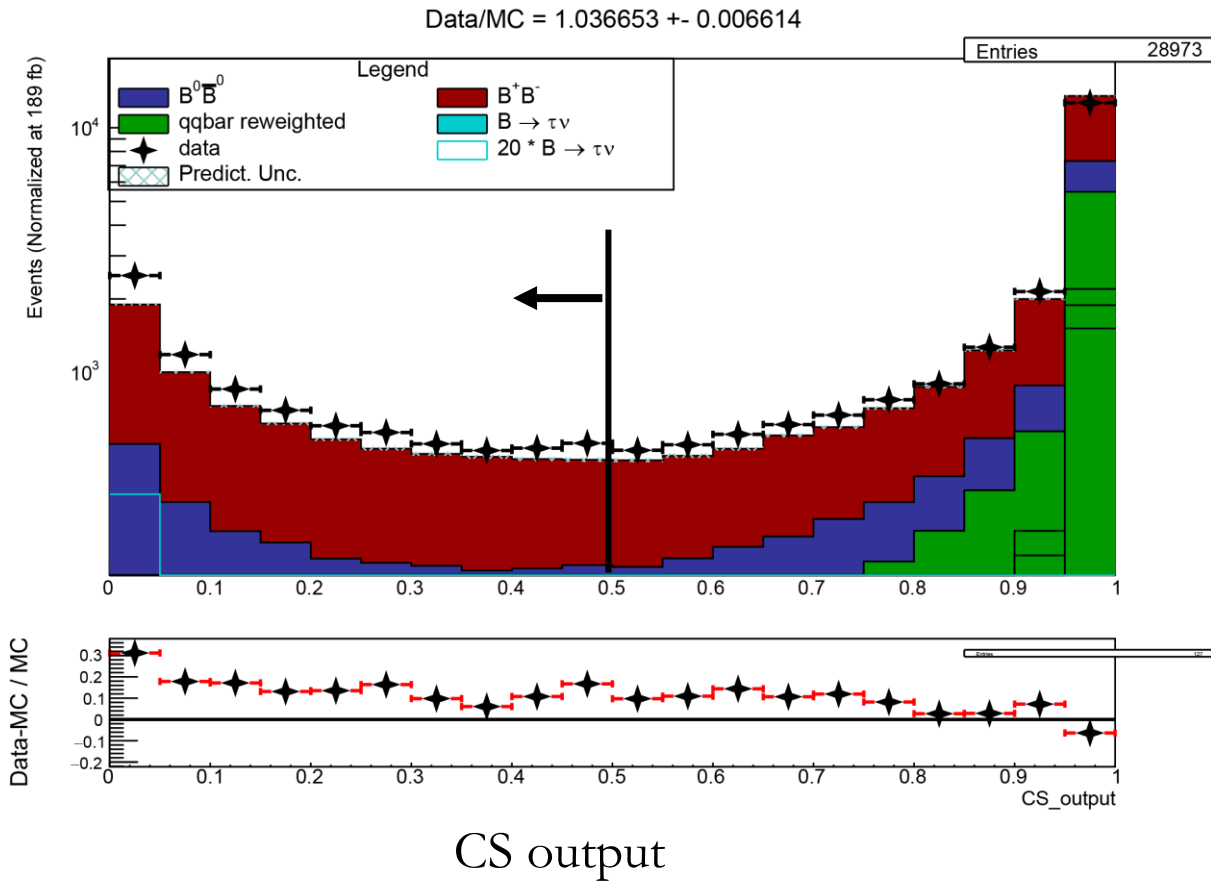 Data/MC = 1.036653 +- 0.006614
Entries 28973
Legend
B⁰B̅⁰ B⁺B⁻
qqbar reweighted B → τν
data 20 * B → τν
Predict. Unc.
Events (Normalized at 189 fb)
10⁴
10³
0 0.1 0.2 0.3 0.4 0.5 0.6 0.7 0.8 0.9 1
Data-MC / MC
Entries 127
0.3
0.2
0.1
0
−0.1
−0.2
0 0.1 0.2 0.3 0.4 0.5 0.6 0.7 0.8 0.9 1
CS_output
CS output